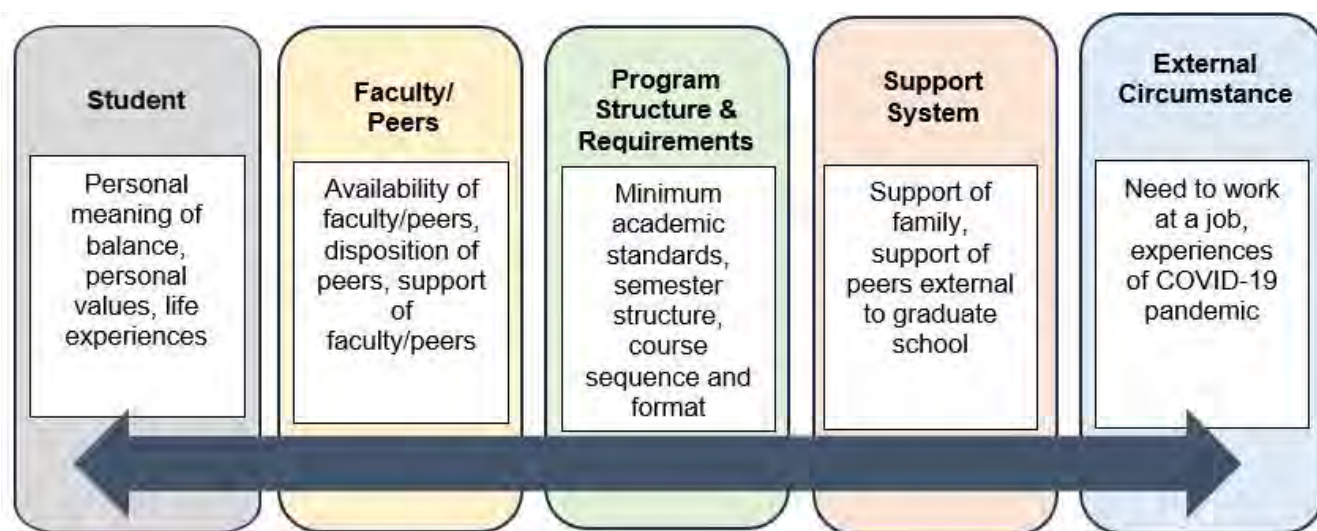 Student
Personal
meaning of
balance,
personal
values, life
experiences
Faculty/
Peers
Availability of
faculty/peers,
disposition of
peers, support
of
faculty/peers
Program
Structure &
Requirements
Minimum
academic
standards,
semester
structure,
course
sequence and
format
Support
System
Support of
family,
support of
peers external
to graduate
school
External
Circumstance
Need to work
at a job,
experiences
of COVID-19
pandemic